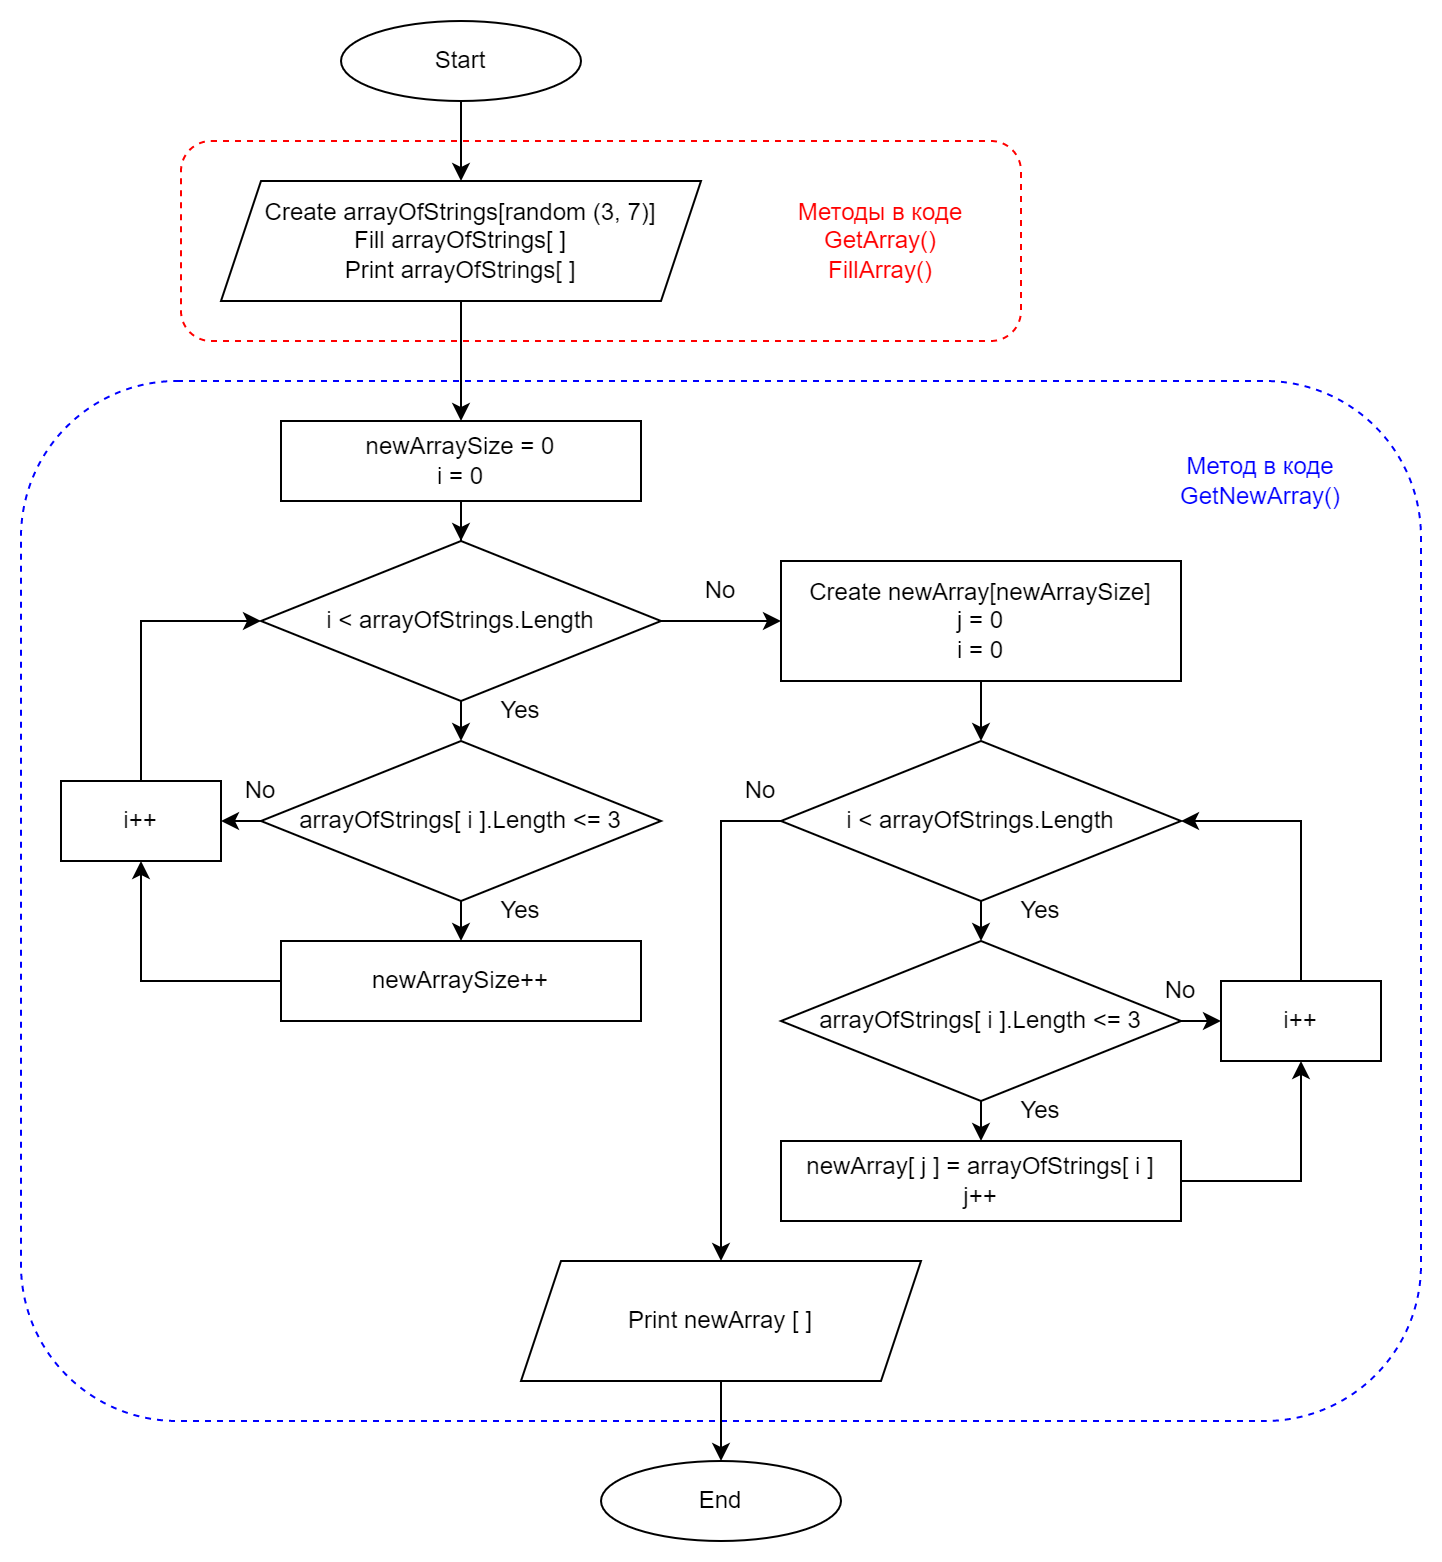 Start
Create arrayOfStrings[random (3, 7)]
Fill arrayOfStrings[ ]
Print arrayOfStrings[ ]
Методы в коде
GetArray()
FillArray()
newArraySize = 0
i = 0
Метод в коде
GetNewArray()
i < arrayOfStrings.Length
No
Yes
arrayOfStrings[ i ].Length <= 3
No
i++
Yes
newArraySize++
Create newArray[newArraySize]
j = 0
i = 0
i < arrayOfStrings.Length
No
Yes
arrayOfStrings[ i ].Length <= 3
No
i++
Yes
newArray[ j ] = arrayOfStrings[ i ]
j++
Print newArray [ ]
End